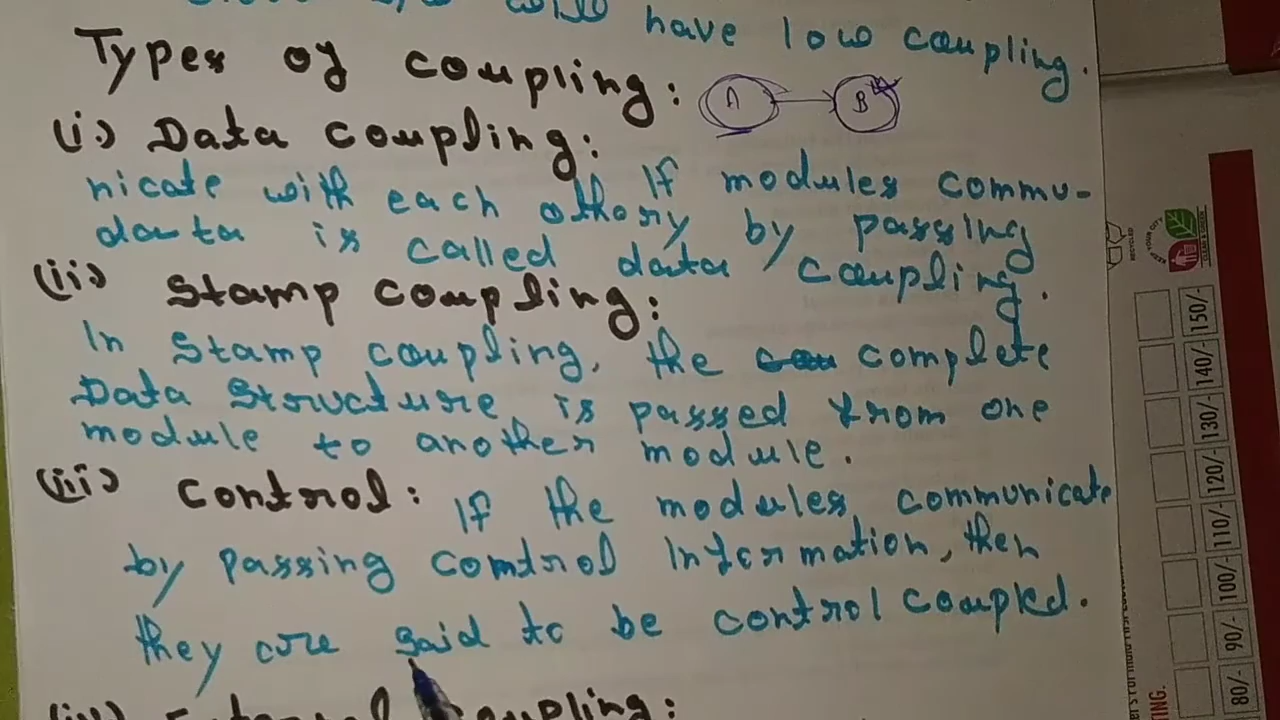 have low coupling.
Types of coupling:
A B
(i) Data coupling:
If modules commu-
nicate with each othory by passing
data is called data coupling.
(ii) Stamp coupling:
In Stamp coupling, the complete
Data Structure is passed from one
module to another module.
(iii) Control: If the modules communicate
by passing control Information, then
they are said to be control coupled.
coupling:
150/-
140/-
130/-
120/-
110/-
100/-
90/-
80/-